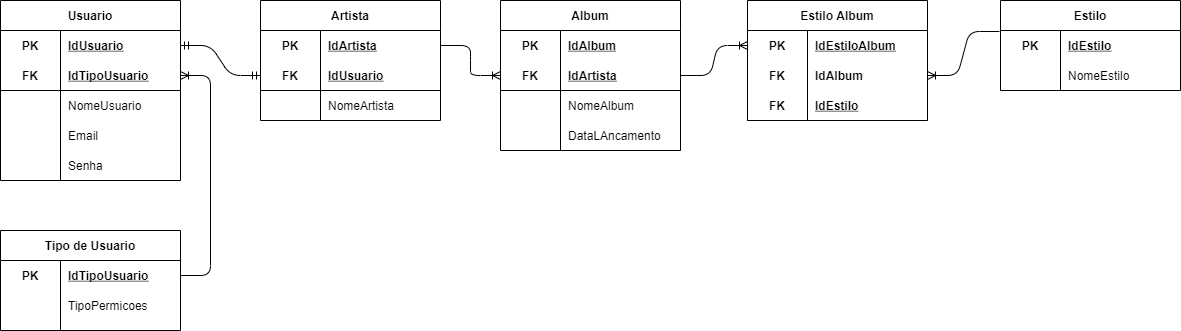 Usuario
PK IdUsuario
FK IdTipoUsuario
NomeUsuario
Email
Senha
Artista
PK IdArtista
FK IdUsuario
NomeArtista
Album
PK IdAlbum
FK IdArtista
NomeAlbum
DataLAncamento
Estilo Album
PK IdEstiloAlbum
FK IdAlbum
FK IdEstilo
Estilo
PK IdEstilo
NomeEstilo
Tipo de Usuario
PK IdTipoUsuario
TipoPermicoes